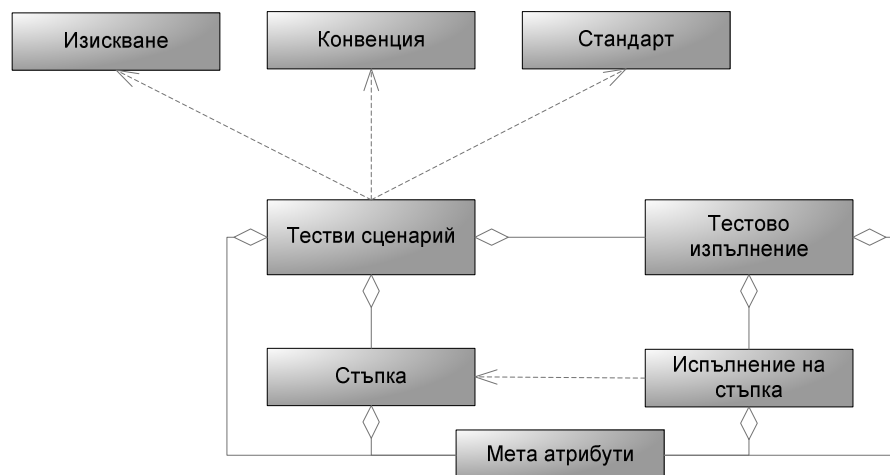 Изискване
Конвенция
Стандарт
Тестви сценарий
Тестово
изпълнение
Стъпка
Испълнение на
стъпка
Мета атрибути